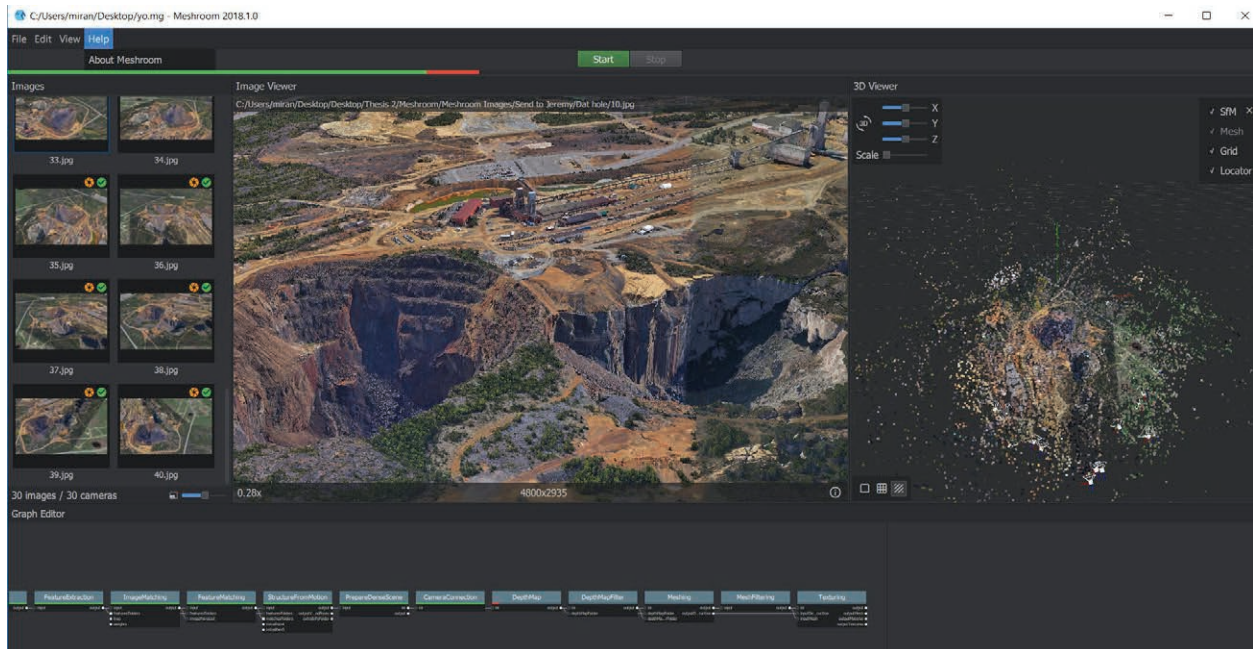 C:/Users/miran/Desktop/yo.mg - Meshroom 2018.1.0
File Edit View Help
About Meshroom
Start Stop
Images
Image Viewer
3D Viewer
C:/Users/miran/Desktop/Desktop/Thesis 2/Meshroom/Meshroom Images/Send to Jeremy/Dat hole/10.jpg
X
Y
Z
Scale
SfM
Mesh
Grid
Locator
33.jpg 34.jpg
35.jpg 36.jpg
37.jpg 38.jpg
39.jpg 40.jpg
30 images / 30 cameras
0.28x 4800x2935
Graph Editor
FeatureExtraction ImageMatching FeatureMatching StructureFromMotion PrepareDenseScene CameraConnection DepthMap DepthMapFilter Meshing MeshFiltering Texturing